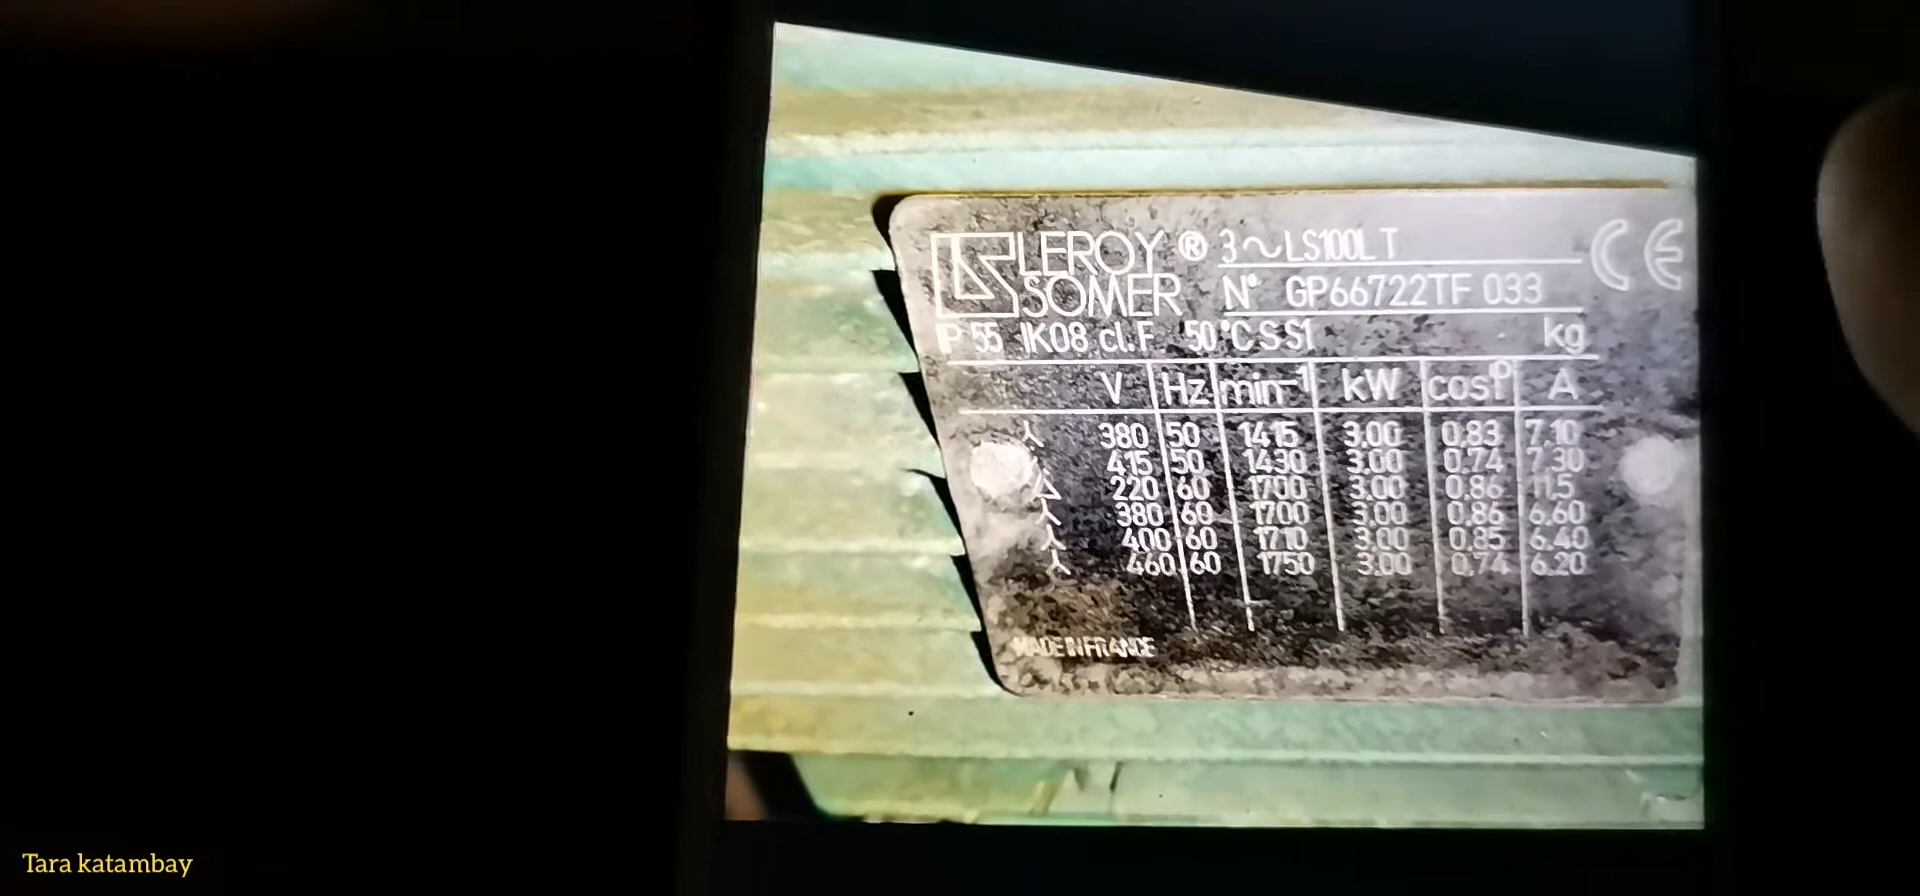 LEROY ® 3~LS100L T CE
SOMER N° GP66722TF 033
IP 55 IK08 cl.F 50°C S S1 kg
V Hz min-1 kW cosφ A
380 50 1415 3.00 0.83 7.10
415 50 1430 3.00 0.74 7.30
Δ 220 60 1700 3.00 0.86 11.5
380 60 1700 3.00 0.86 6.60
400 60 1710 3.00 0.85 6.40
460 60 1750 3.00 0.74 6.20
MADE IN FRANCE
Tara katambay